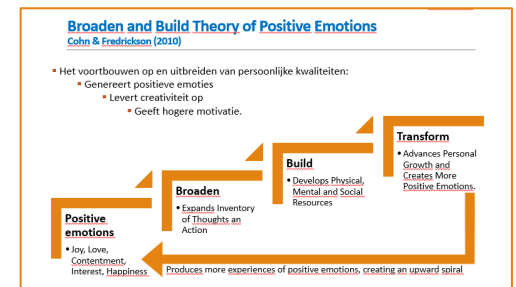 Broaden and Build Theory of Positive Emotions
Cohn & Fredrickson (2010)
▪ Het voortbouwen op en uitbreiden van persoonlijke kwaliteiten:
▪ Genereert positieve emoties
▪ Levert creativiteit op
▪ Geeft hogere motivatie.
Positive
emotions
• Joy, Love,
Contentment,
Interest, Happiness
Broaden
• Expands Inventory
of Thoughts an
Action
Build
• Develops Physical,
Mental and Social
Resources
Transform
• Advances Personal
Growth and
Creates More
Positive Emotions.
Produces more experiences of positive emotions, creating an upward spiral